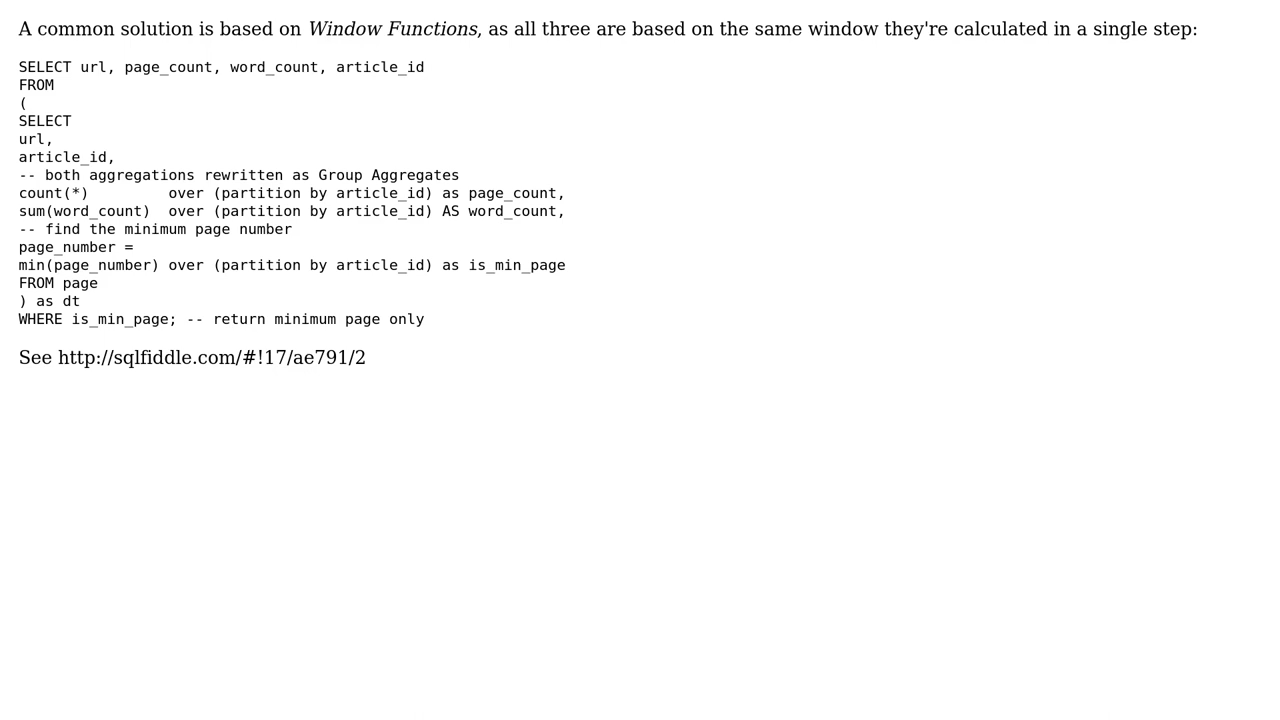 A common solution is based on Window Functions, as all three are based on the same window they're calculated in a single step:
SELECT url, page_count, word_count, article_id
FROM
(
SELECT
url,
article_id,
-- both aggregations rewritten as Group Aggregates
count(*)         over (partition by article_id) as page_count,
sum(word_count)  over (partition by article_id) AS word_count,
-- find the minimum page number
page_number =
min(page_number) over (partition by article_id) as is_min_page
FROM page
) as dt
WHERE is_min_page; -- return minimum page only
See http://sqlfiddle.com/#!17/ae791/2